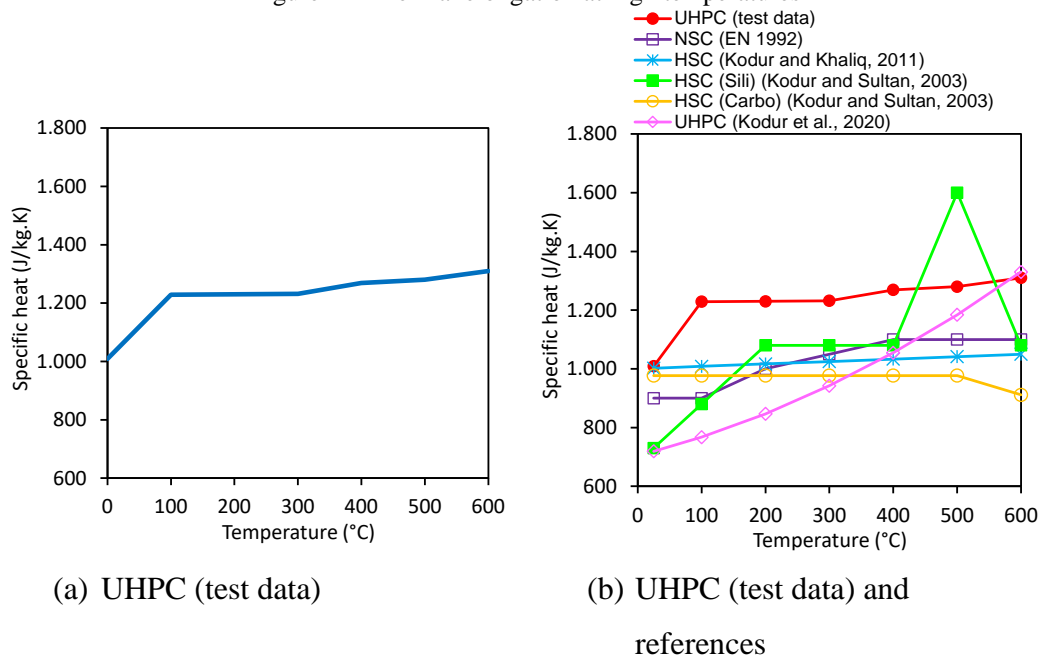 UHPC (test data)
NSC (EN 1992)
HSC (Kodur and Khaliq, 2011)
HSC (Sili) (Kodur and Sultan, 2003)
HSC (Carbo) (Kodur and Sultan, 2003)
UHPC (Kodur et al., 2020)
1.800
1.600
1.400
1.200
1.000
800
600
Specific heat (J/kg.K)
0 100 200 300 400 500 600
Temperature (°C)
1.800
1.600
1.400
1.200
1.000
800
600
Specific heat (J/kg.K)
0 100 200 300 400 500 600
Temperature (°C)
(a) UHPC (test data)
(b) UHPC (test data) and
references